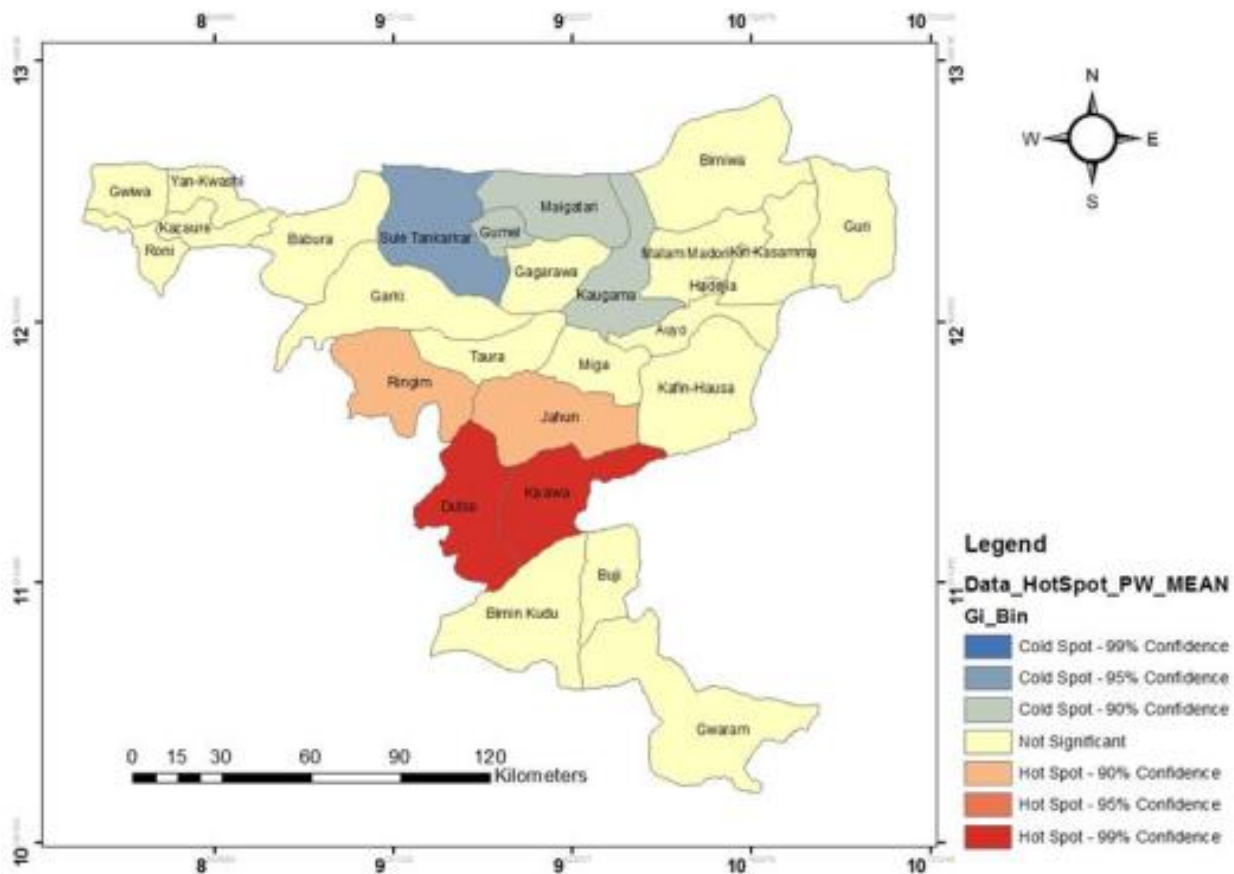 8 9 9 10 10
13 13
N
W E
S
Birniwa
Yan-Kwashi
Gwiwa
Maigatari
Kazaure
Gumel
Guri
Babura Sule Tankarkar
Roni
Malam Madori Kiri-Kasamma
Gagarawa
Hadejia
Garki
Kaugama
12 12
Auyo
Taura
Miga
Ringim
Kafin-Hausa
Jahun
Kiyawa
Dutse
Legend
Buji
11 11
Data_HotSpot_PW_MEAN
Birnin Kudu
Gi_Bin
Cold Spot - 99% Confidence
Cold Spot - 95% Confidence
Cold Spot - 90% Confidence
Gwaram
Not Significant
0 15 30 60 90 120
Kilometers
Hot Spot - 90% Confidence
Hot Spot - 95% Confidence
Hot Spot - 99% Confidence
10
8 9 9 10 10